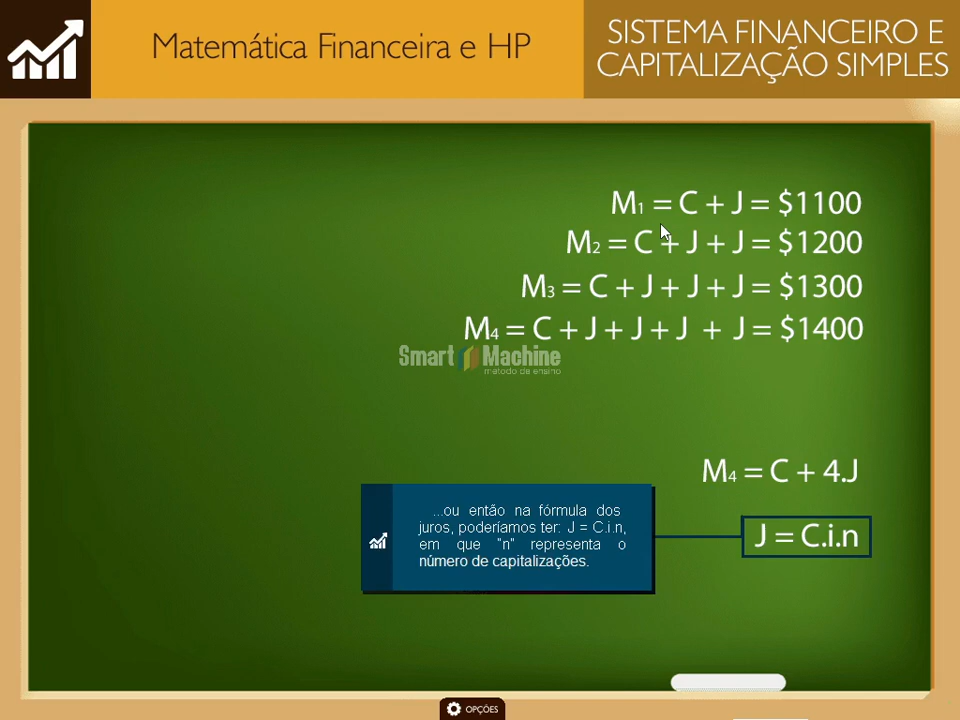 Matemática Financeira e HP
SISTEMA FINANCEIRO E
CAPITALIZAÇÃO SIMPLES
M1 = C + J = $1100
M2 = C + J + J = $1200
M3 = C + J + J + J = $1300
M4 = C + J + J + J + J = $1400
Smart Machine
método de ensino
M4 = C + 4.J
...ou então na fórmula dos
juros, poderíamos ter: J = C.i.n,
em que "n" representa o
número de capitalizações.
J = C.i.n
OPÇÕES